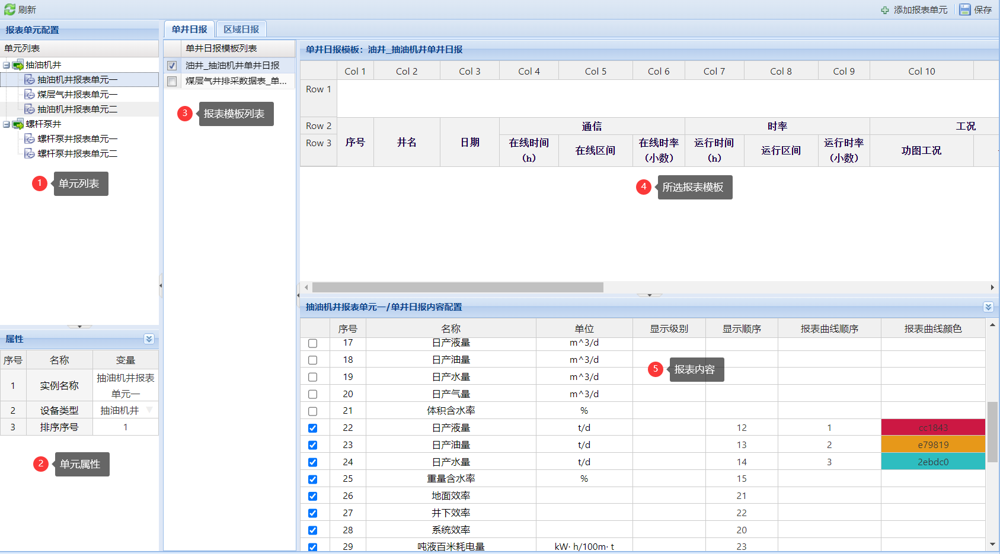 刷新
添加报表单元
保存
报表单元配置
单元列表
抽油机井
抽油机井报表单元一
煤层气井报表单元一
抽油机井报表单元二
螺杆泵井
螺杆泵井报表单元一
螺杆泵井报表单元二
1 单元列表
属性
序号 名称 变量
1 实例名称 抽油机井报表单元一
2 设备类型 抽油机井
3 排序序号 1
2 单元属性
单井日报 区域日报
单井日报模板列表
油井_抽油机井单井日报
煤层气井排采数据表_单...
3 报表模板列表
单井日报模板：油井_抽油机井单井日报
Col 1 Col 2 Col 3 Col 4 Col 5 Col 6 Col 7 Col 8 Col 9 Col 10
Row 1
Row 2 通信 时率 工况
Row 3 序号 井名 日期 在线时间（h） 在线区间 在线时率（小数） 运行时间（h） 运行区间 运行时率（小数） 功图工况
4 所选报表模板
抽油机井报表单元一/单井日报内容配置
序号 名称 单位 显示级别 显示顺序 报表曲线顺序 报表曲线颜色
17 日产液量 m^3/d
18 日产油量 m^3/d
19 日产水量 m^3/d
20 日产气量 m^3/d
21 体积含水率 %
22 日产液量 t/d 12 1 cc1843
23 日产油量 t/d 13 2 e79819
24 日产水量 t/d 14 3 2ebdc0
25 重量含水率 % 15
26 地面效率 21
27 井下效率 22
28 系统效率 20
29 吨液百米耗电量 kW· h/100m· t 23
5 报表内容